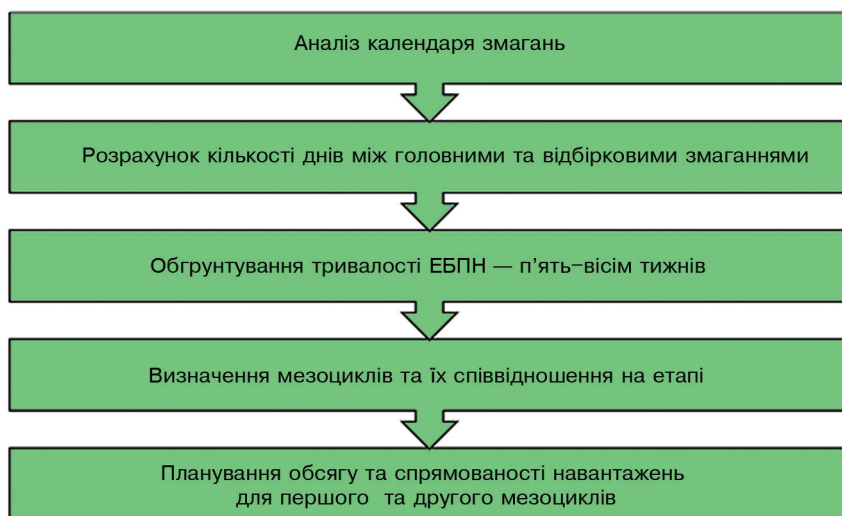 Аналіз календаря змагань
Розрахунок кількості днів між головними та відбірковими змаганнями
Обгрунтування тривалості ЕБПН — п’ять–вісім тижнів
Визначення мезоциклів та їх співвідношення на етапі
Планування обсягу та спрямованості навантажень
для першого та другого мезоциклів